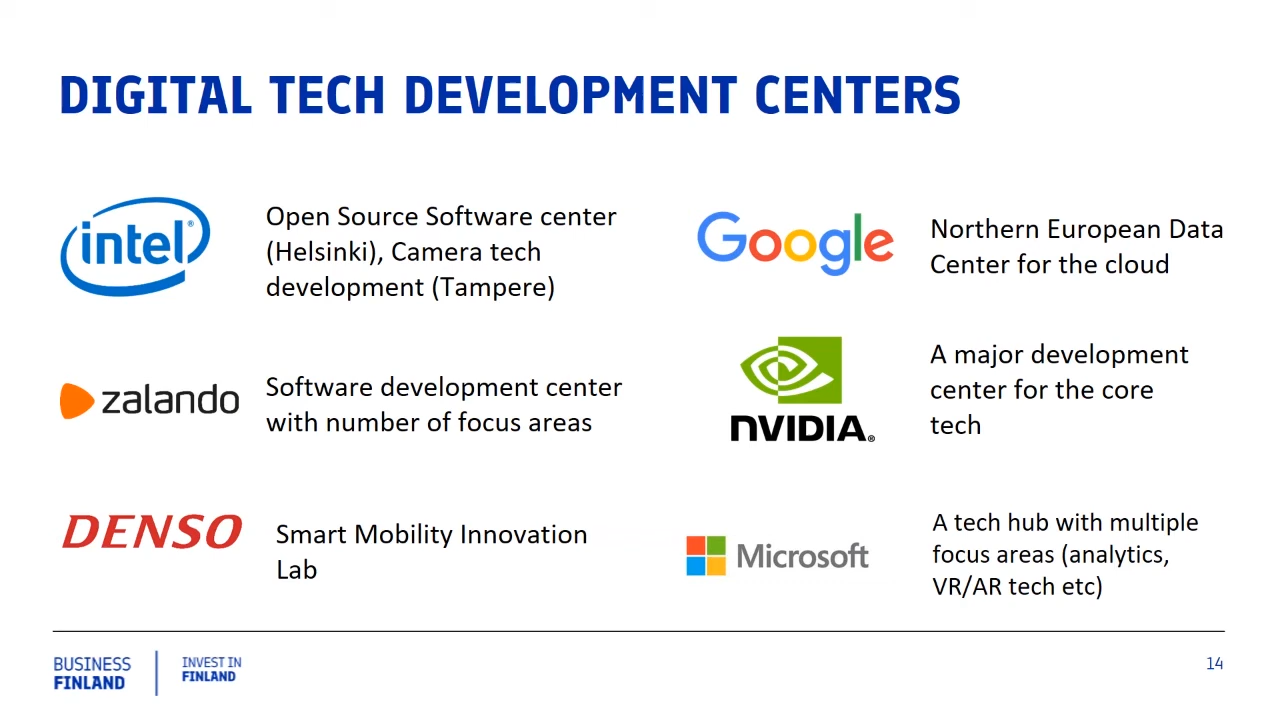 DIGITAL TECH DEVELOPMENT CENTERS
intel®
Open Source Software center
(Helsinki), Camera tech
development (Tampere)
Google
Northern European Data
Center for the cloud
zalando
Software development center
with number of focus areas
NVIDIA®
A major development
center for the core
tech
DENSO
Smart Mobility Innovation
Lab
Microsoft
A tech hub with multiple
focus areas (analytics,
VR/AR tech etc)
BUSINESS
FINLAND
INVEST IN
FINLAND
14